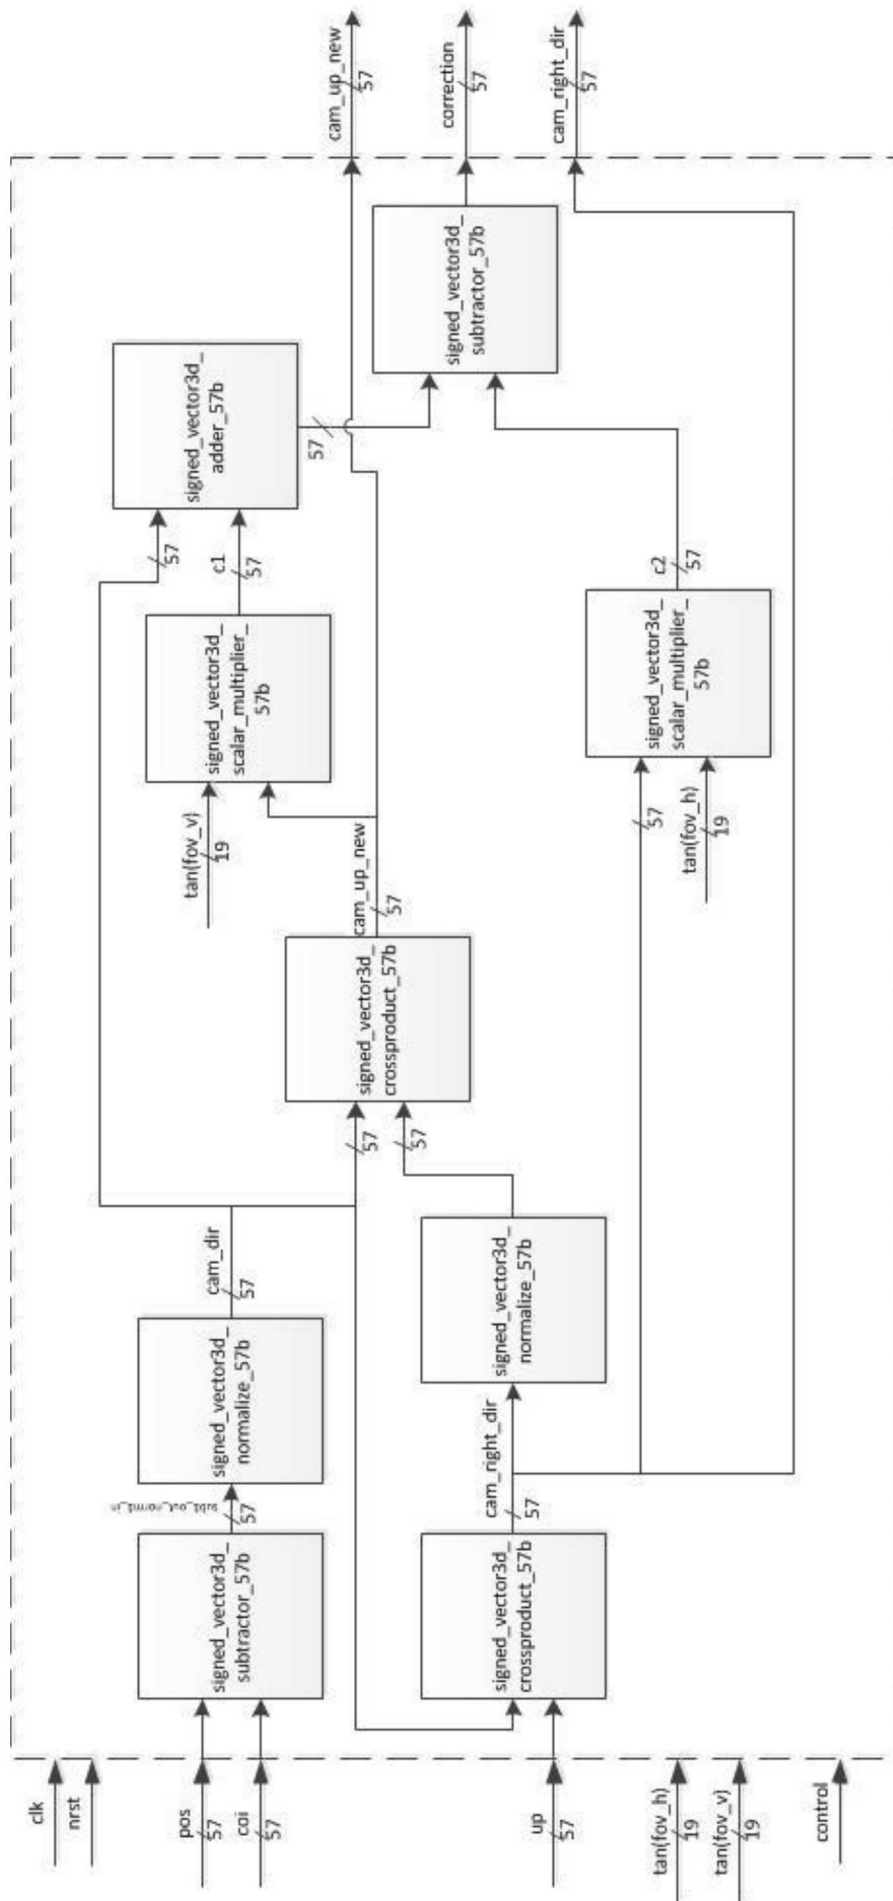 clk
nrst
pos
57
coi
57
up
57
tan(fov_h)
19
tan(fov_v)
19
control
signed_vector3d_
subtractor_57b
sub1_out_norm1_in
57
signed_vector3d_
normalize_57b
cam_dir
57
signed_vector3d_
crossproduct_57b
cam_right_dir
57
signed_vector3d_
normalize_57b
57
57
signed_vector3d_
crossproduct_57b
cam_up_new
57
tan(fov_v)
19
signed_vector3d_
scalar_multiplier_
57b
c1
57
57
signed_vector3d_
adder_57b
57
57
tan(fov_h)
19
signed_vector3d_
scalar_multiplier_
57b
c2
57
signed_vector3d_
subtractor_57b
cam_up_new
57
correction
57
cam_right_dir
57